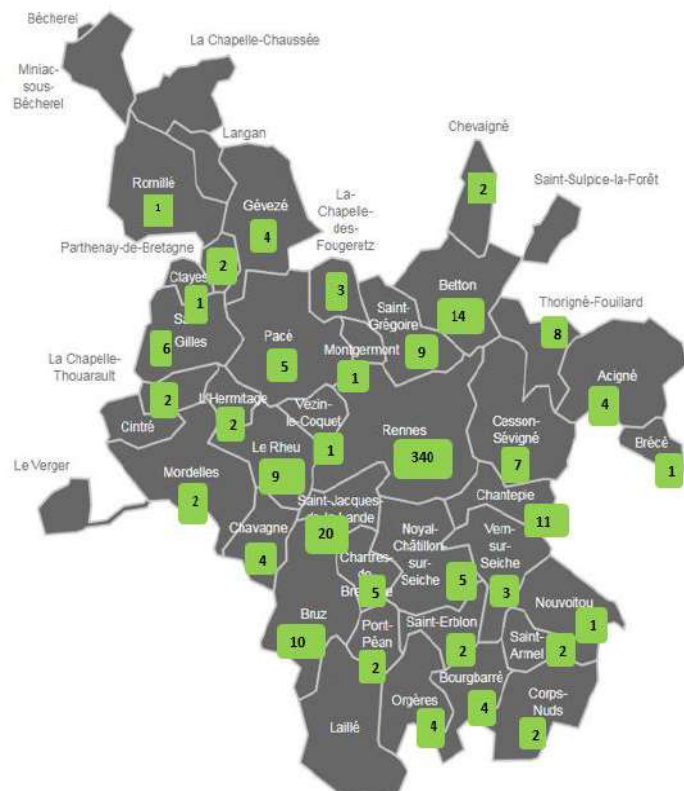 Bécherel
La Chapelle-Chaussée
Miniac-
sous-
Bécherel
Langan
Chevaigné
Romillé
1
Gévezé
4
La-
Chapelle-
des-
Fougeretz
2
Saint-Sulpice-la-Forêt
Parthenay-de-Bretagne
2
Clayes
1
3
Betton
14
Saint-
Grégoire
9
Thorigné-Fouillard
8
Gilles
6
Pacé
5
Montgermont
1
La Chapelle-
Thouarault
2
Acigné
4
Cintré
L'Hermitage
2
Vezin-
le-Coquet
1
Rennes
340
Cesson-
Sévigné
7
Brécé
1
Le Rheu
9
Le Verger
Mordelles
2
Chantepie
11
Saint-Jacques-
20
Chavagne
4
Noyal-
Châtillon-
sur-
Seiche
5
Vern-
sur-
Seiche
3
Chartres-
5
Nouvoitou
1
Bruz
10
Pont-
Péan
2
Saint-Erblon
2
Saint-
Armel
2
Bourgbarré
4
Orgères
4
Corps-
Nuds
2
Laillé